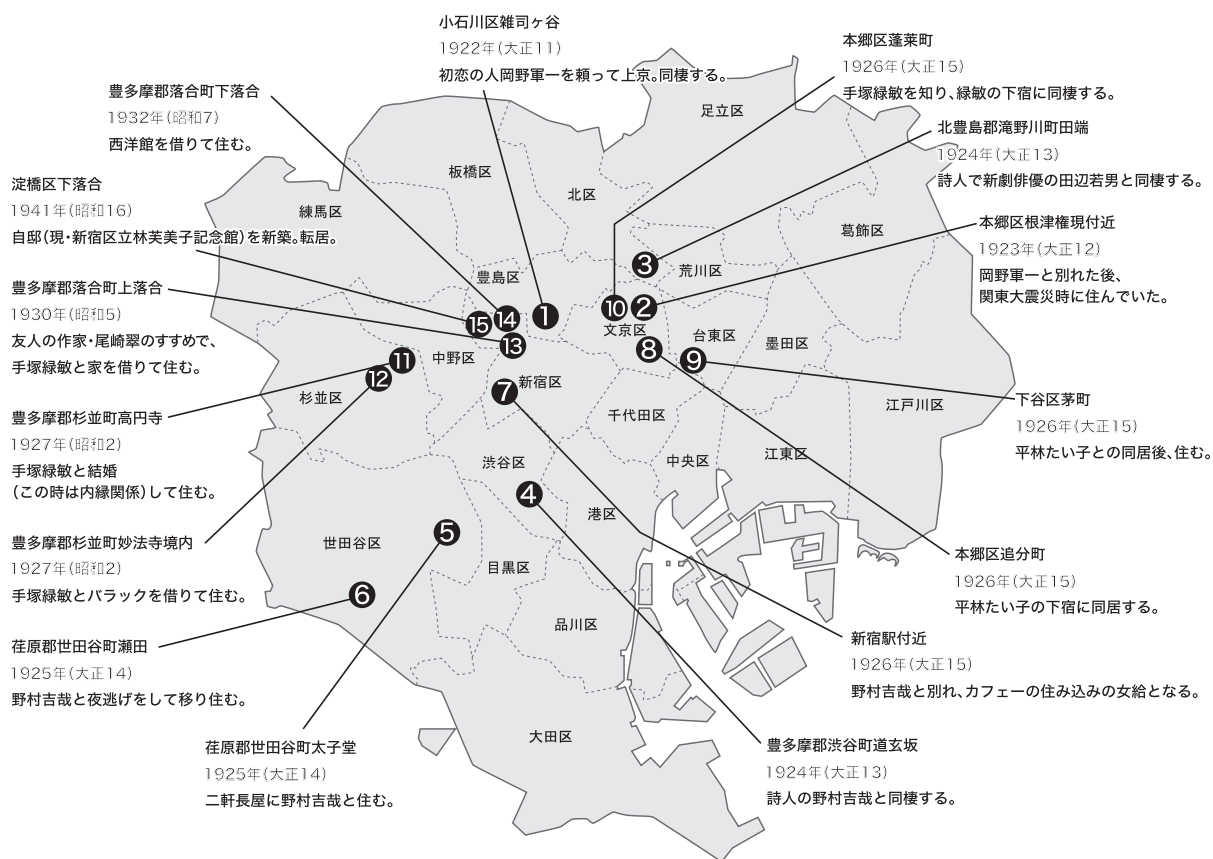 小石川区雑司ヶ谷
1922年(大正11)
初恋の人岡野軍一を頼って上京。同棲する。
本郷区蓬莱町
1926年(大正15)
手塚緑敏を知り、緑敏の下宿に同棲する。
豊多摩郡落合町下落合
1932年(昭和7)
西洋館を借りて住む。
北豊島郡滝野川町田端
1924年(大正13)
詩人で新劇俳優の田辺若男と同棲する。
淀橋区下落合
1941年(昭和16)
自邸(現・新宿区立林芙美子記念館)を新築。転居。
本郷区根津権現付近
1923年(大正12)
岡野軍一と別れた後、
関東大震災時に住んでいた。
豊多摩郡落合町上落合
1930年(昭和5)
友人の作家・尾崎翠のすすめで、
手塚緑敏と家を借りて住む。
下谷区茅町
1926年(大正15)
平林たい子との同居後、住む。
豊多摩郡杉並町高円寺
1927年(昭和2)
手塚緑敏と結婚
(この時は内縁関係)して住む。
豊多摩郡杉並町妙法寺境内
1927年(昭和2)
手塚緑敏とバラックを借りて住む。
本郷区追分町
1926年(大正15)
平林たい子の下宿に同居する。
荏原郡世田谷町瀬田
1925年(大正14)
野村吉哉と夜逃げをして移り住む。
新宿駅付近
1926年(大正15)
野村吉哉と別れ、カフェーの住み込みの女給となる。
荏原郡世田谷町太子堂
1925年(大正14)
二軒長屋に野村吉哉と住む。
豊多摩郡渋谷町道玄坂
1924年(大正13)
詩人の野村吉哉と同棲する。
足立区
板橋区
北区
練馬区
葛飾区
荒川区
豊島区
文京区
台東区
墨田区
中野区
新宿区
杉並区
千代田区
江戸川区
渋谷区
中央区
江東区
港区
世田谷区
目黒区
品川区
大田区
1
2
3
4
5
6
7
8
9
10
11
12
13
14
15